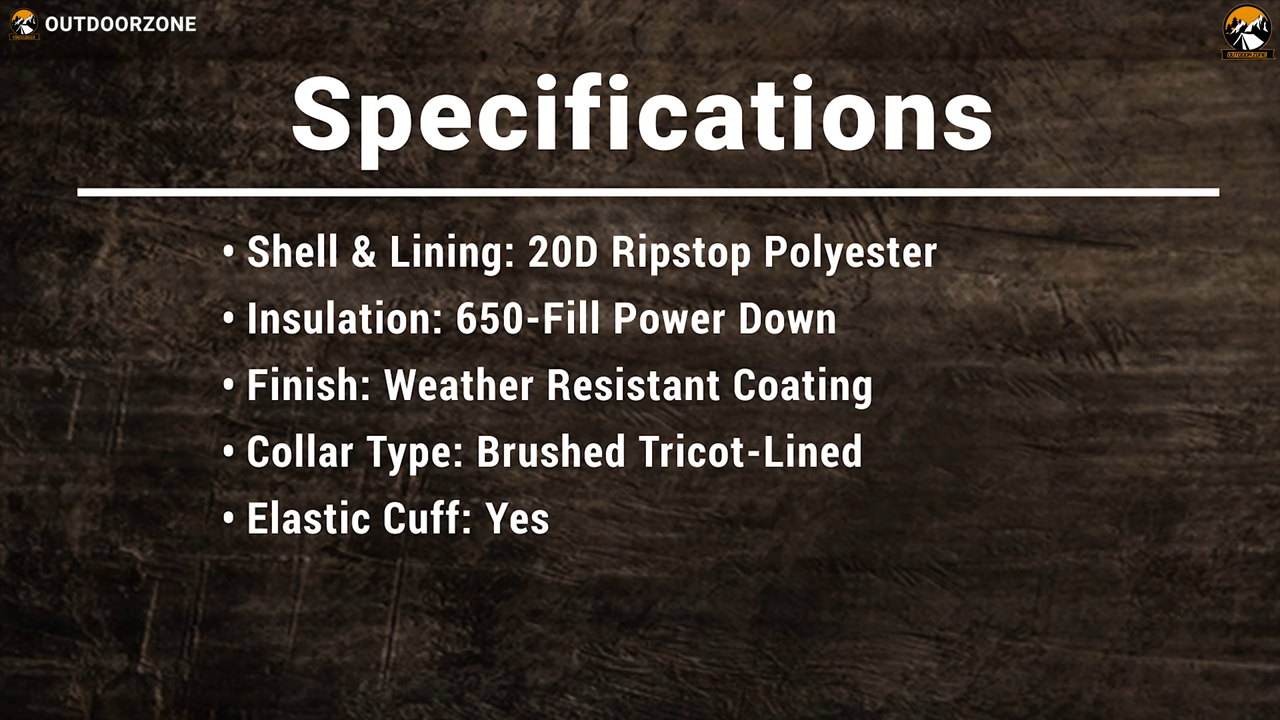 OUTDOORZONE
OUTDOORZONE
Specifications
• Shell & Lining: 20D Ripstop Polyester
• Insulation: 650-Fill Power Down
• Finish: Weather Resistant Coating
• Collar Type: Brushed Tricot-Lined
• Elastic Cuff: Yes